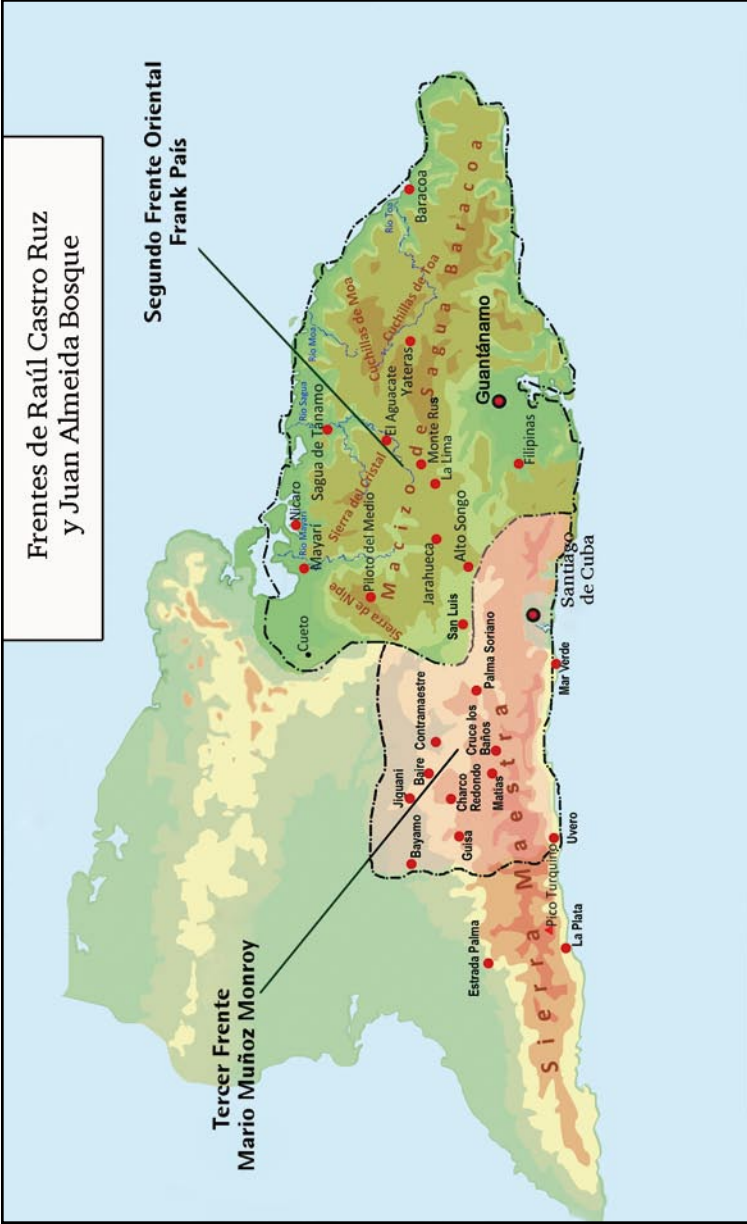 Frentes de Raúl Castro Ruz
y Juan Almeida Bosque
Segundo Frente Oriental
Frank País
Tercer Frente
Mario Muñoz Monroy
Cueto
Mayarí
Río Mayarí
Nicaro
Sagua de Tánamo
Río Sagua
Río Moa
Cuchillas de Moa
Cuchillas de Toa
Río Toa
Baracoa
Sierra de Nipe
Piloto del Medio
Sierra del Cristal
El Aguacate
Yateras
Macizo de Sagua Baracoa
Jarahueca
La Lima
Monte Rus
San Luis
Alto Songo
Filipinas
Guantánamo
Santiago
de Cuba
Bayamo
Jiguani
Baire
Contramaestre
Guisa
Charco
Redondo
Matías
Cruce los
Baños
Palma Soriano
Estrada Palma
Sierra Maestra
Pico Turquino
La Plata
Uvero
Mar Verde